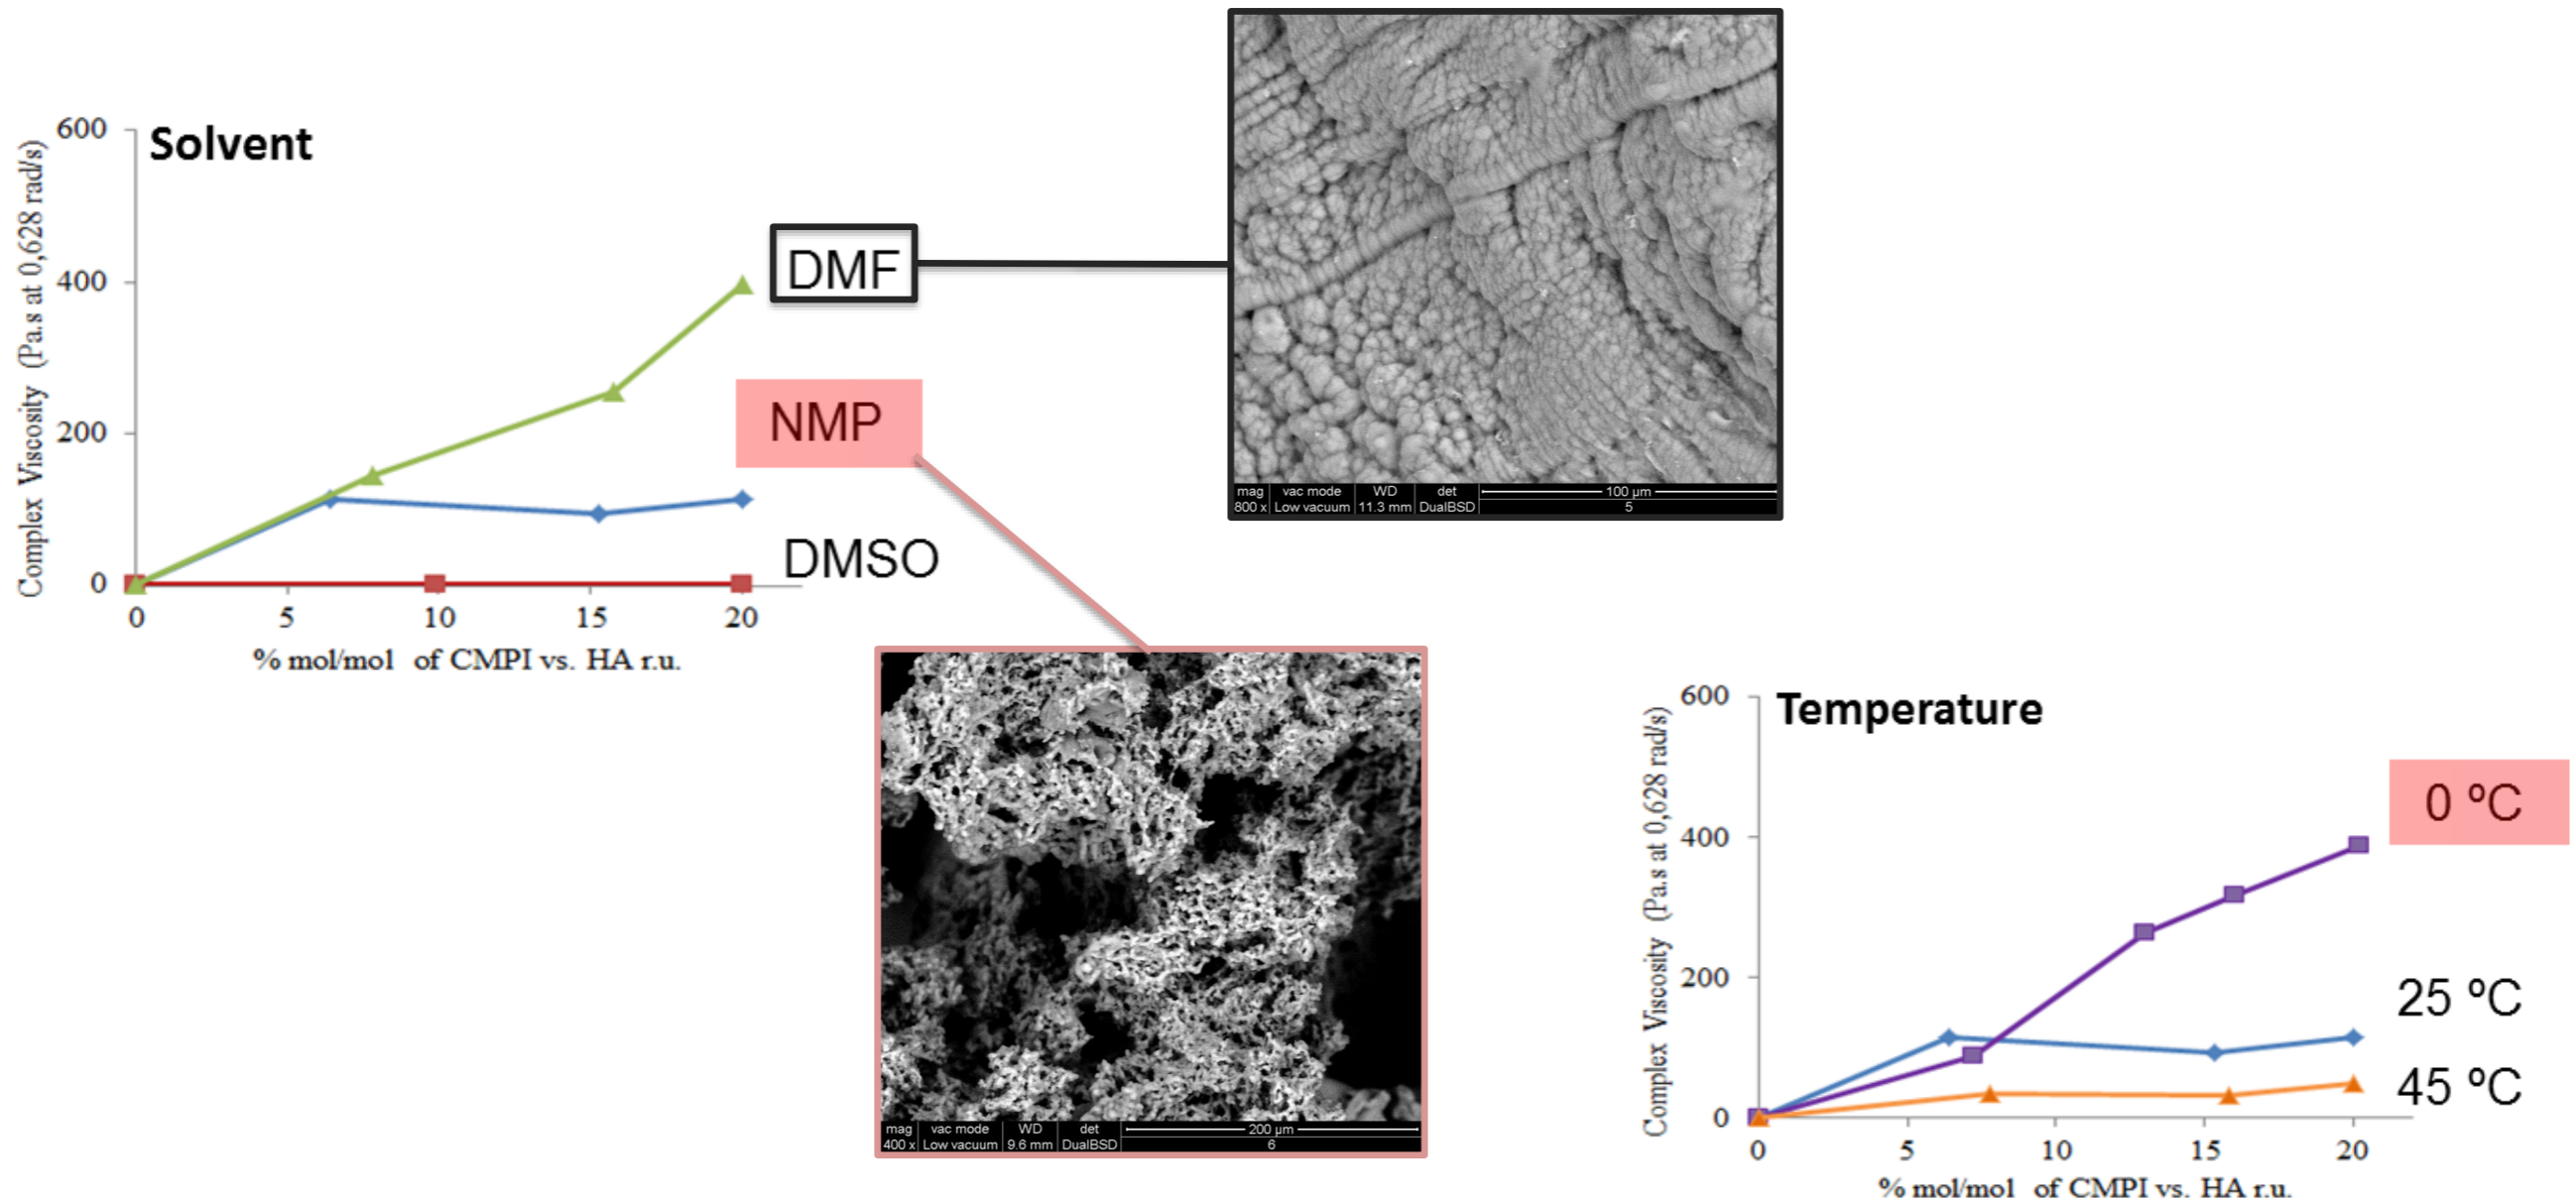 Solvent
Complex Viscosity (Pa.s at 0,628 rad/s)
600
400
200
0
0 5 10 15 20
% mol/mol of CMPI vs. HA r.u.
DMF
NMP
DMSO
mag vac mode WD det 100 µm
800 x Low vacuum 11.3 mm DualBSD 5
mag vac mode WD det 200 µm
400 x Low vacuum 9.6 mm DualBSD 6
Temperature
Complex Viscosity (Pa.s at 0,628 rad/s)
600
400
200
0
0 5 10 15 20
% mol/mol of CMPI vs. HA r.u.
0 ºC
25 ºC
45 ºC